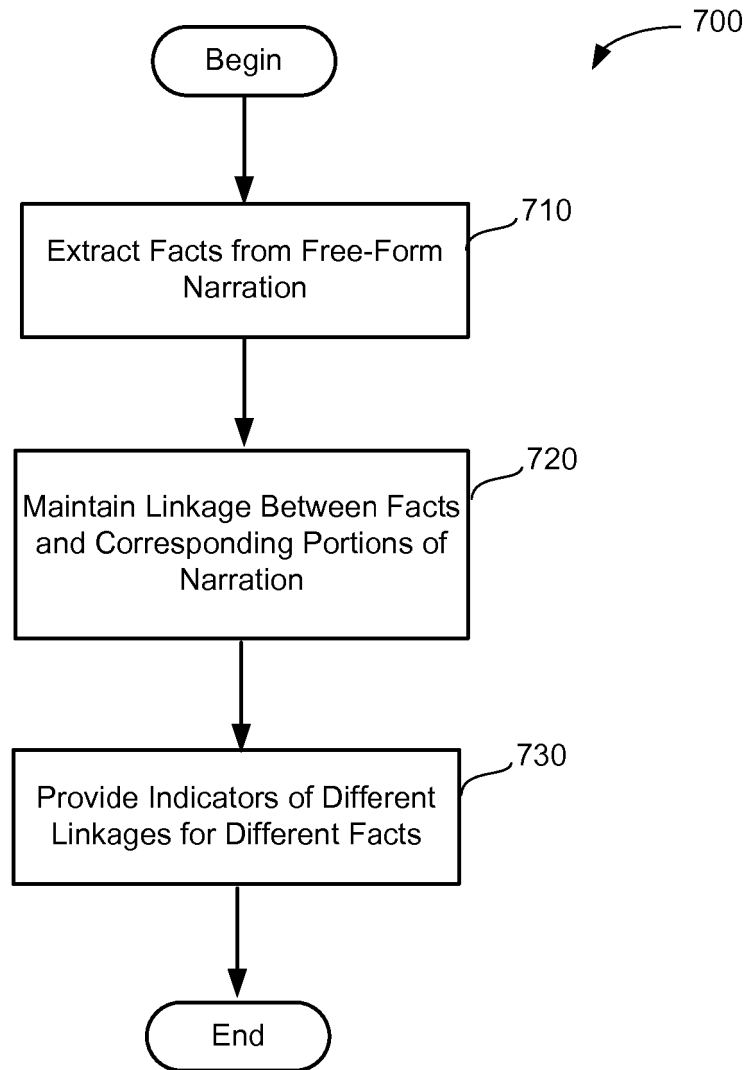 700
Begin
710
Extract Facts from Free-Form
Narration
720
Maintain Linkage Between Facts
and Corresponding Portions of
Narration
730
Provide Indicators of Different
Linkages for Different Facts
End